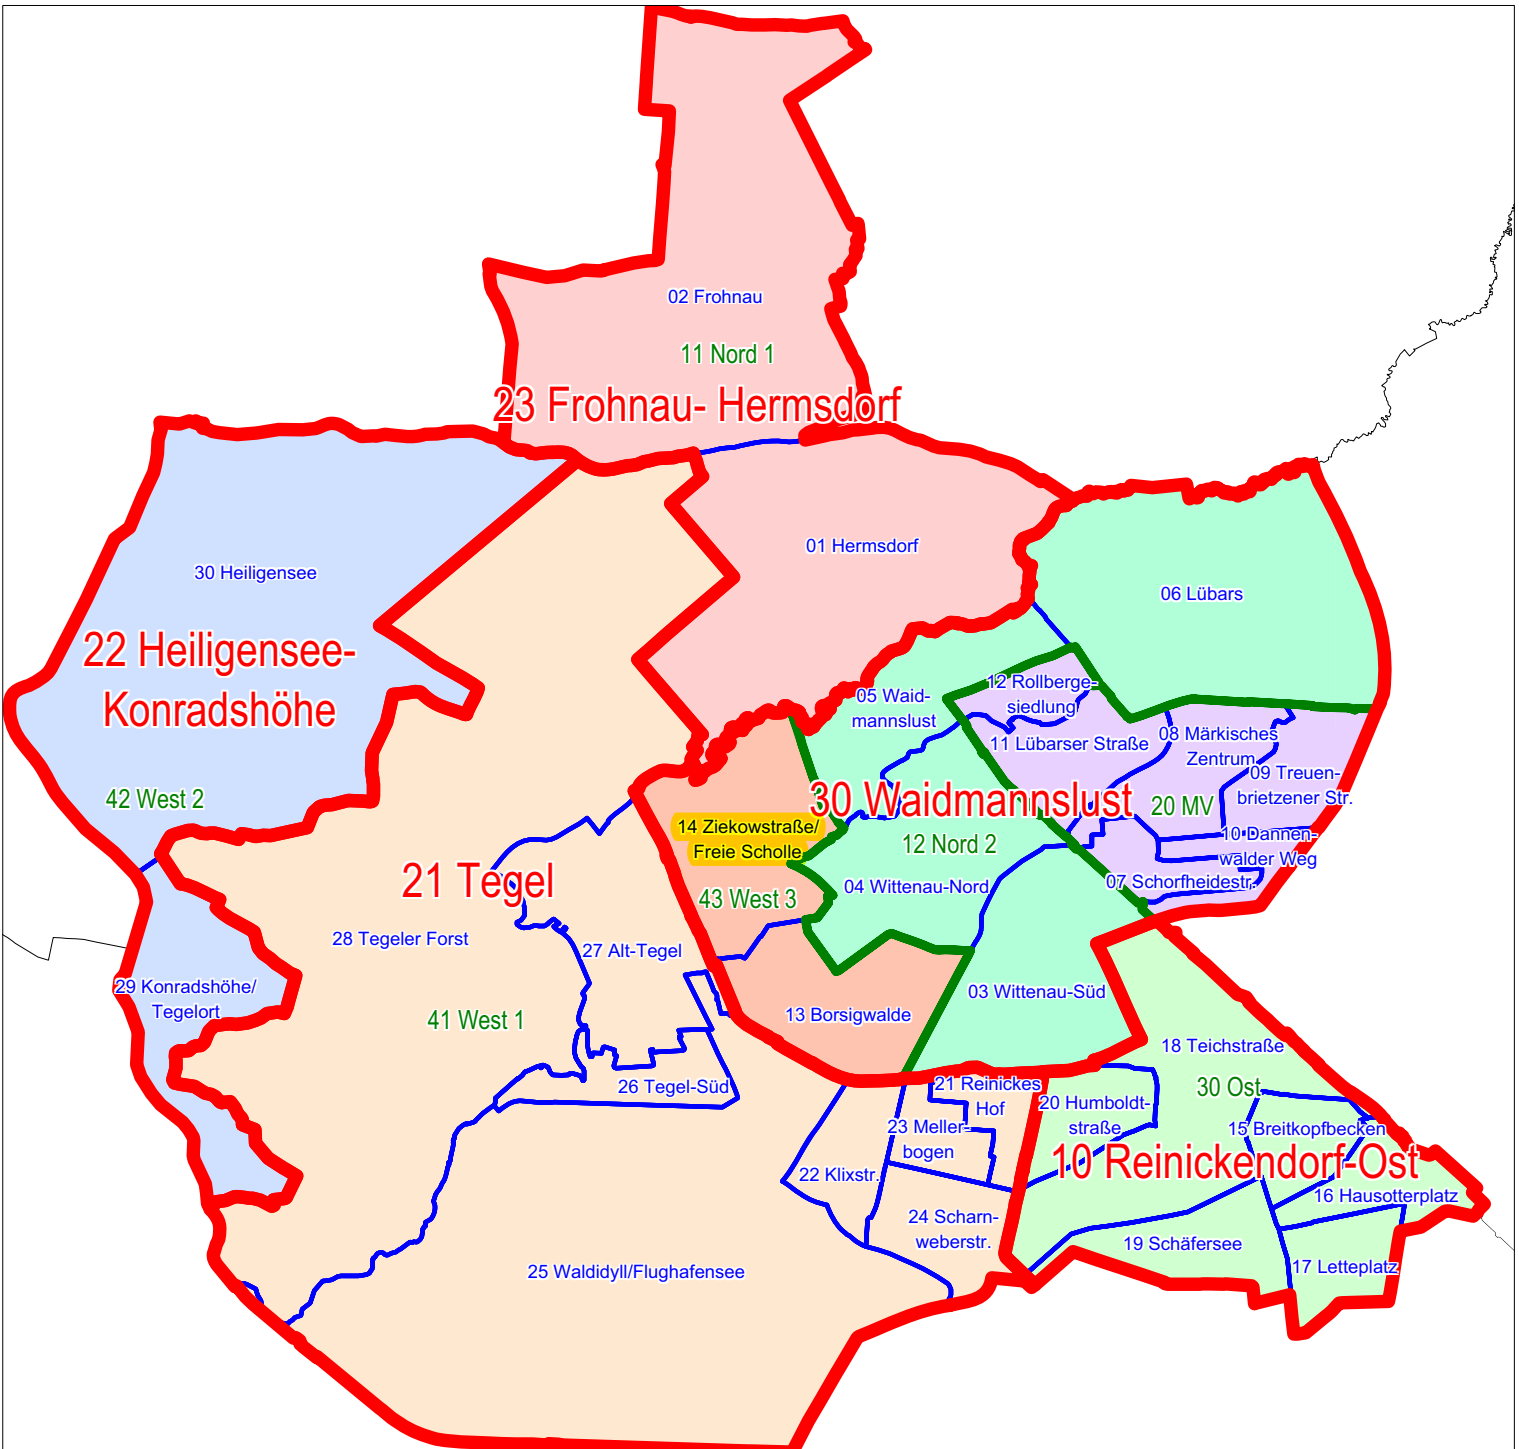 02 Frohnau
11 Nord 1
23 Frohnau- Hermsdorf
01 Hermsdorf
30 Heiligensee
06 Lübars
22 Heiligensee-
Konradshöhe
05 Waid-
mannslust
12 Rollberge-
siedlung
11 Lübarser Straße
08 Märkisches
Zentrum
09 Treuen-
brietzener Str.
42 West 2
30 Waidmannslust
20 MV
14 Ziekowstraße/
Freie Scholle
12 Nord 2
10 Dannen-
walder Weg
21 Tegel
43 West 3
04 Wittenau-Nord
07 Schorfheidestr.
28 Tegeler Forst
27 Alt-Tegel
29 Konradshöhe/
Tegelort
41 West 1
13 Borsigwalde
03 Wittenau-Süd
18 Teichstraße
26 Tegel-Süd
21 Reinickes
Hof
30 Ost
20 Humboldt-
straße
23 Meller-
bogen
15 Breitkopfbecken
10 Reinickendorf-Ost
22 Klixstr.
16 Hausotterplatz
24 Scharn-
weberstr.
19 Schäfersee
25 Waldidyll/Flughafensee
17 Letteplatz